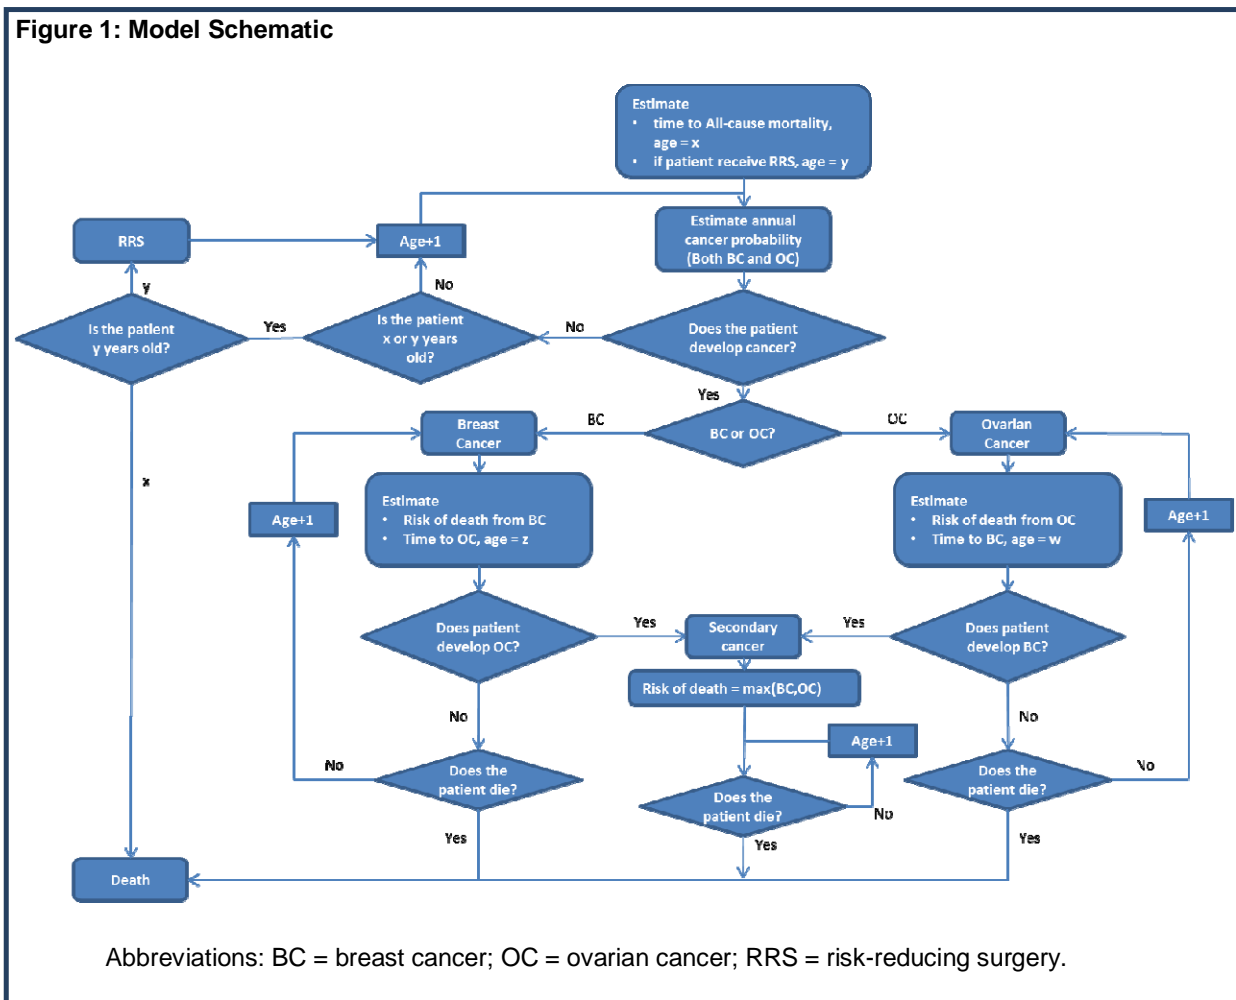 Figure 1: Model Schematic
Estimate
• time to All-cause mortality,
age = x
• if patient receive RRS, age = y
RRS
Age+1
Estimate annual
cancer probability
(Both BC and OC)
y
No
Is the patient
y years old?
Yes
Is the patient
x or y years
old?
No
Does the patient
develop cancer?
Yes
x
Breast
Cancer
BC
BC or OC?
OC
Ovarian
Cancer
Age+1
Estimate
• Risk of death from BC
• Time to OC, age = z
Estimate
• Risk of death from OC
• Time to BC, age = w
Age+1
Does patient
develop OC?
Yes
Secondary
cancer
Yes
Does patient
develop BC?
Risk of death = max(BC,OC)
No
No
Age+1
No
Does the
patient die?
Does the
patient die?
No
Does the
patient die?
No
Yes
Yes
Yes
Death
Abbreviations: BC = breast cancer; OC = ovarian cancer; RRS = risk-reducing surgery.